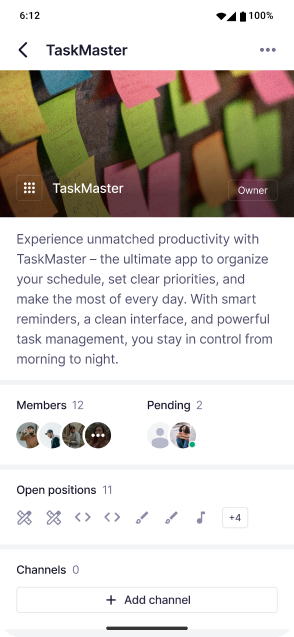 6:12
100%
TaskMaster
TaskMaster
Owner
Experience unmatched productivity with
TaskMaster – the ultimate app to organize
your schedule, set clear priorities, and
make the most of every day. With smart
reminders, a clean interface, and powerful
task management, you stay in control from
morning to night.
Members 12
Pending 2
Open positions 11
+4
Channels 0
+ Add channel